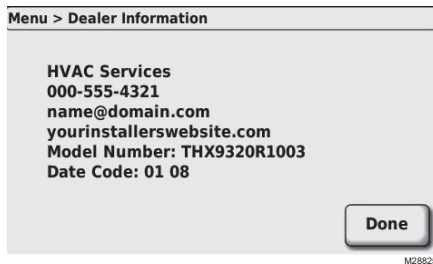 Menu > Dealer Information
HVAC Services
000-555-4321
name@domain.com
yourinstallerswebsite.com
Model Number: THX9320R1003
Date Code: 01 08
Done